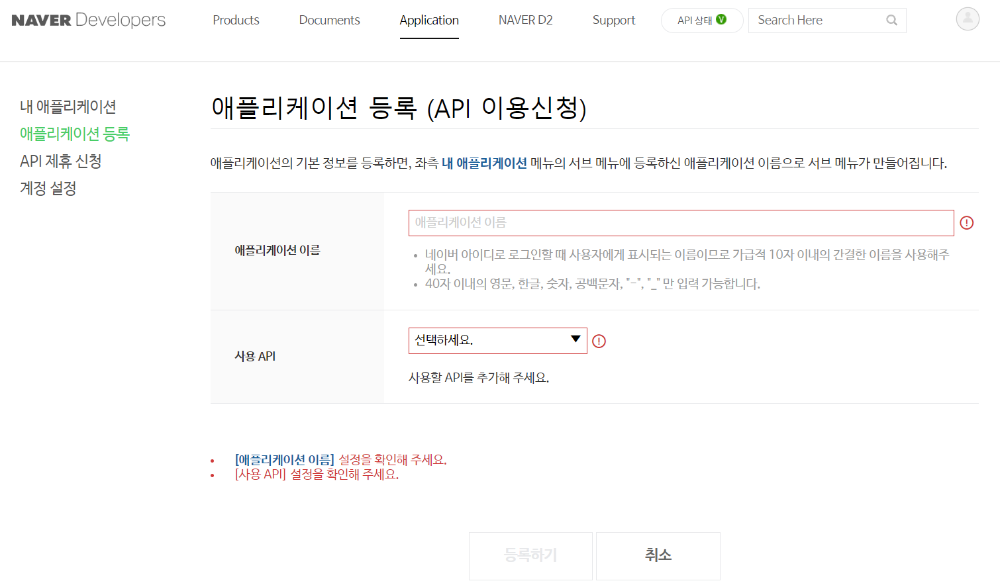 NAVER Developers
Products
Documents
Application
NAVER D2
Support
API 상태 V
Search Here
내 애플리케이션
애플리케이션 등록
API 제휴 신청
계정 설정
애플리케이션 등록 (API 이용신청)
애플리케이션의 기본 정보를 등록하면, 좌측 내 애플리케이션 메뉴의 서브 메뉴에 등록하신 애플리케이션 이름으로 서브 메뉴가 만들어집니다.
애플리케이션 이름
애플리케이션 이름
• 네이버 아이디로 로그인할 때 사용자에게 표시되는 이름이므로 가급적 10자 이내의 간결한 이름을 사용해주
세요.
• 40자 이내의 영문, 한글, 숫자, 공백문자, "-", "_" 만 입력 가능합니다.
사용 API
선택하세요.
사용할 API를 추가해 주세요.
• [애플리케이션 이름] 설정을 확인해 주세요.
• [사용 API] 설정을 확인해 주세요.
등록하기
취소